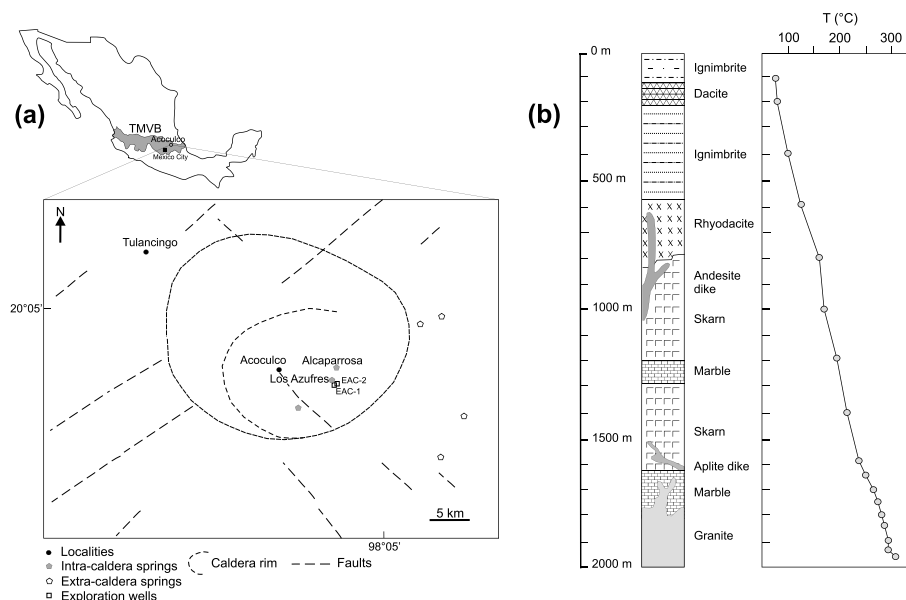 (a)
TMVB
Acoculco
Mexico City
N
Tulancingo
20°05'
Acoculco
Alcaparrosa
Los Azufres
EAC-2
EAC-1
5 km
98°05'
Localities
Intra-caldera springs
Extra-caldera springs
Exploration wells
Caldera rim
Faults
(b)
T (°C)
100 200 300
0 m
500 m
1000 m
1500 m
2000 m
Ignimbrite
Dacite
Ignimbrite
Rhyodacite
Andesite
dike
Skarn
Marble
Skarn
Aplite dike
Marble
Granite